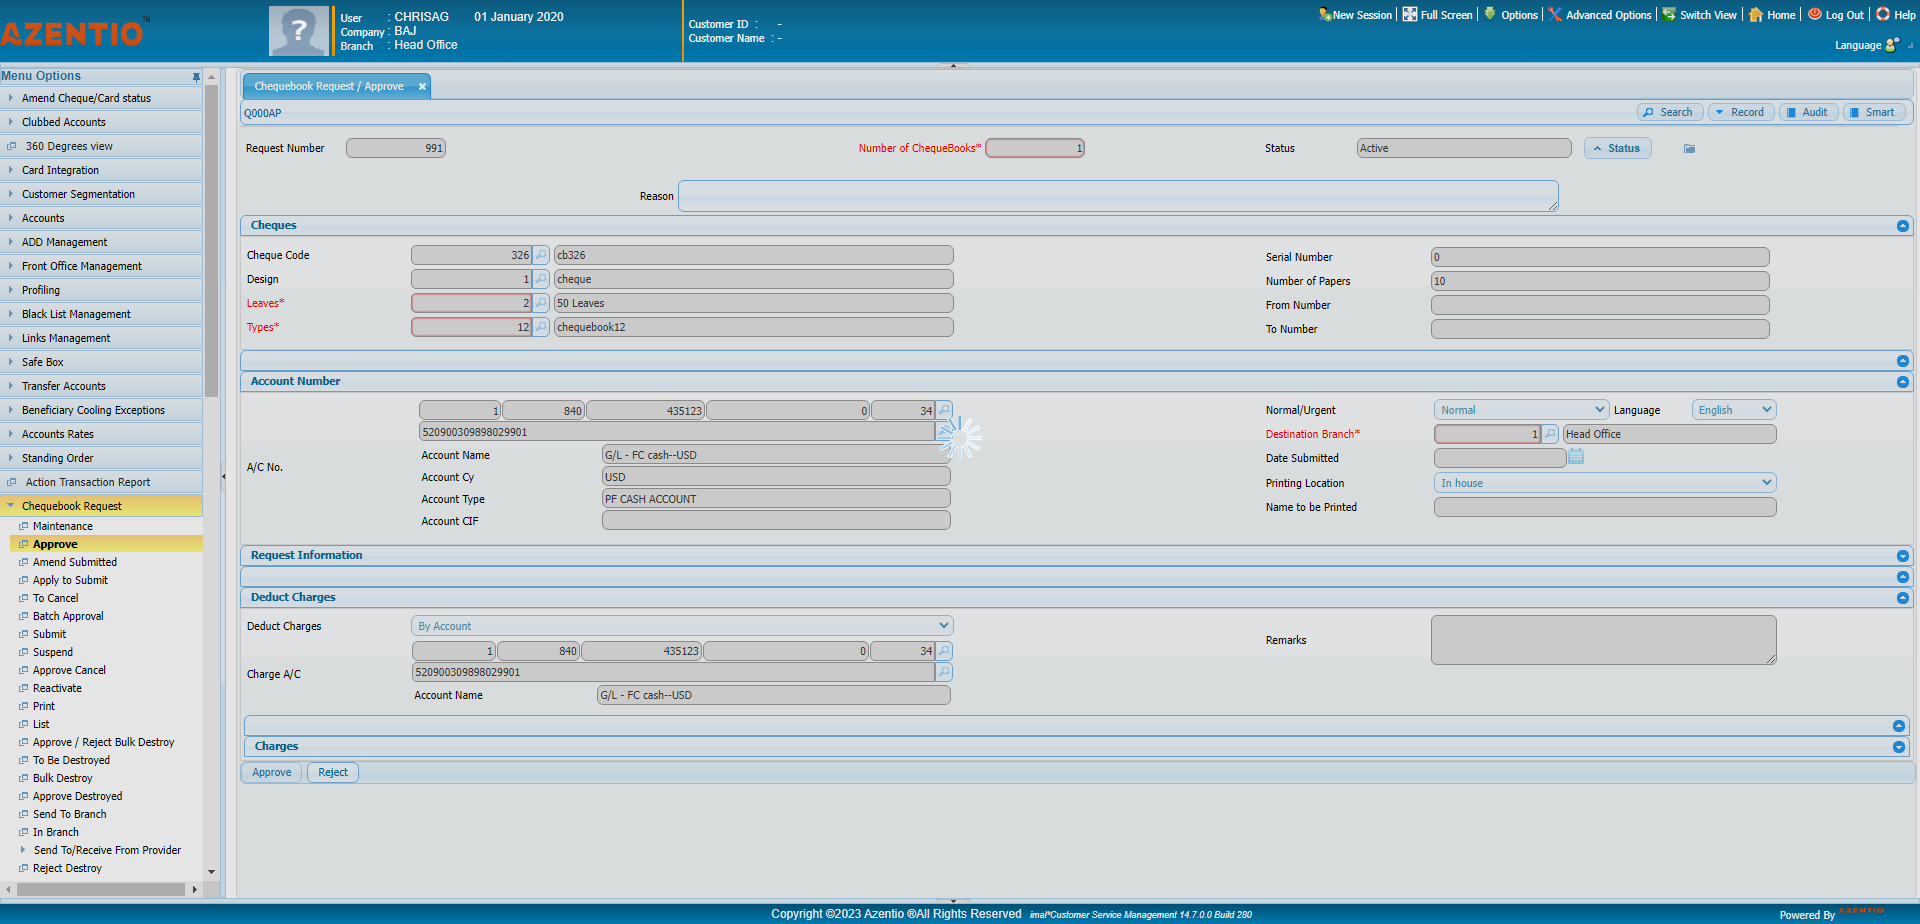 AZENTIO™
User : CHRISAG 01 January 2020
Company : BAJ
Branch : Head Office
Customer ID : -
Customer Name : -
New Session Full Screen Options Advanced Options Switch View Home Log Out Help
Language
Menu Options
Amend Cheque/Card status
Clubbed Accounts
360 Degrees view
Card Integration
Customer Segmentation
Accounts
ADD Management
Front Office Management
Profiling
Black List Management
Links Management
Safe Box
Transfer Accounts
Beneficiary Cooling Exceptions
Accounts Rates
Standing Order
Action Transaction Report
Chequebook Request
Maintenance
Approve
Amend Submitted
Apply to Submit
To Cancel
Batch Approval
Submit
Suspend
Approve Cancel
Reactivate
Print
List
Approve / Reject Bulk Destroy
To Be Destroyed
Bulk Destroy
Approve Destroyed
Send To Branch
In Branch
Send To/Receive From Provider
Reject Destroy
Chequebook Request / Approve
Q000AP
Search Record Audit Smart
Request Number 991 Number of ChequeBooks* 1 Status Active Status
Reason
Cheques
Cheque Code 326 cb326
Design 1 cheque
Leaves* 2 50 Leaves
Types* 12 chequebook12
Serial Number 0
Number of Papers 10
From Number
To Number
Account Number
A/C No.
1 840 435123 0 34
520900309898029901
Account Name G/L - FC cash--USD
Account Cy USD
Account Type PF CASH ACCOUNT
Account CIF
Normal/Urgent Normal Language English
Destination Branch* 1 Head Office
Date Submitted
Printing Location In house
Name to be Printed
Request Information
Deduct Charges
Deduct Charges By Account
Charge A/C
1 840 435123 0 34
520900309898029901
Account Name G/L - FC cash--USD
Remarks
Charges
Approve Reject
Copyright ©2023 Azentio ®All Rights Reserved imal*Customer Service Management 14.7.0.0 Build 280
Powered By AZENTIO